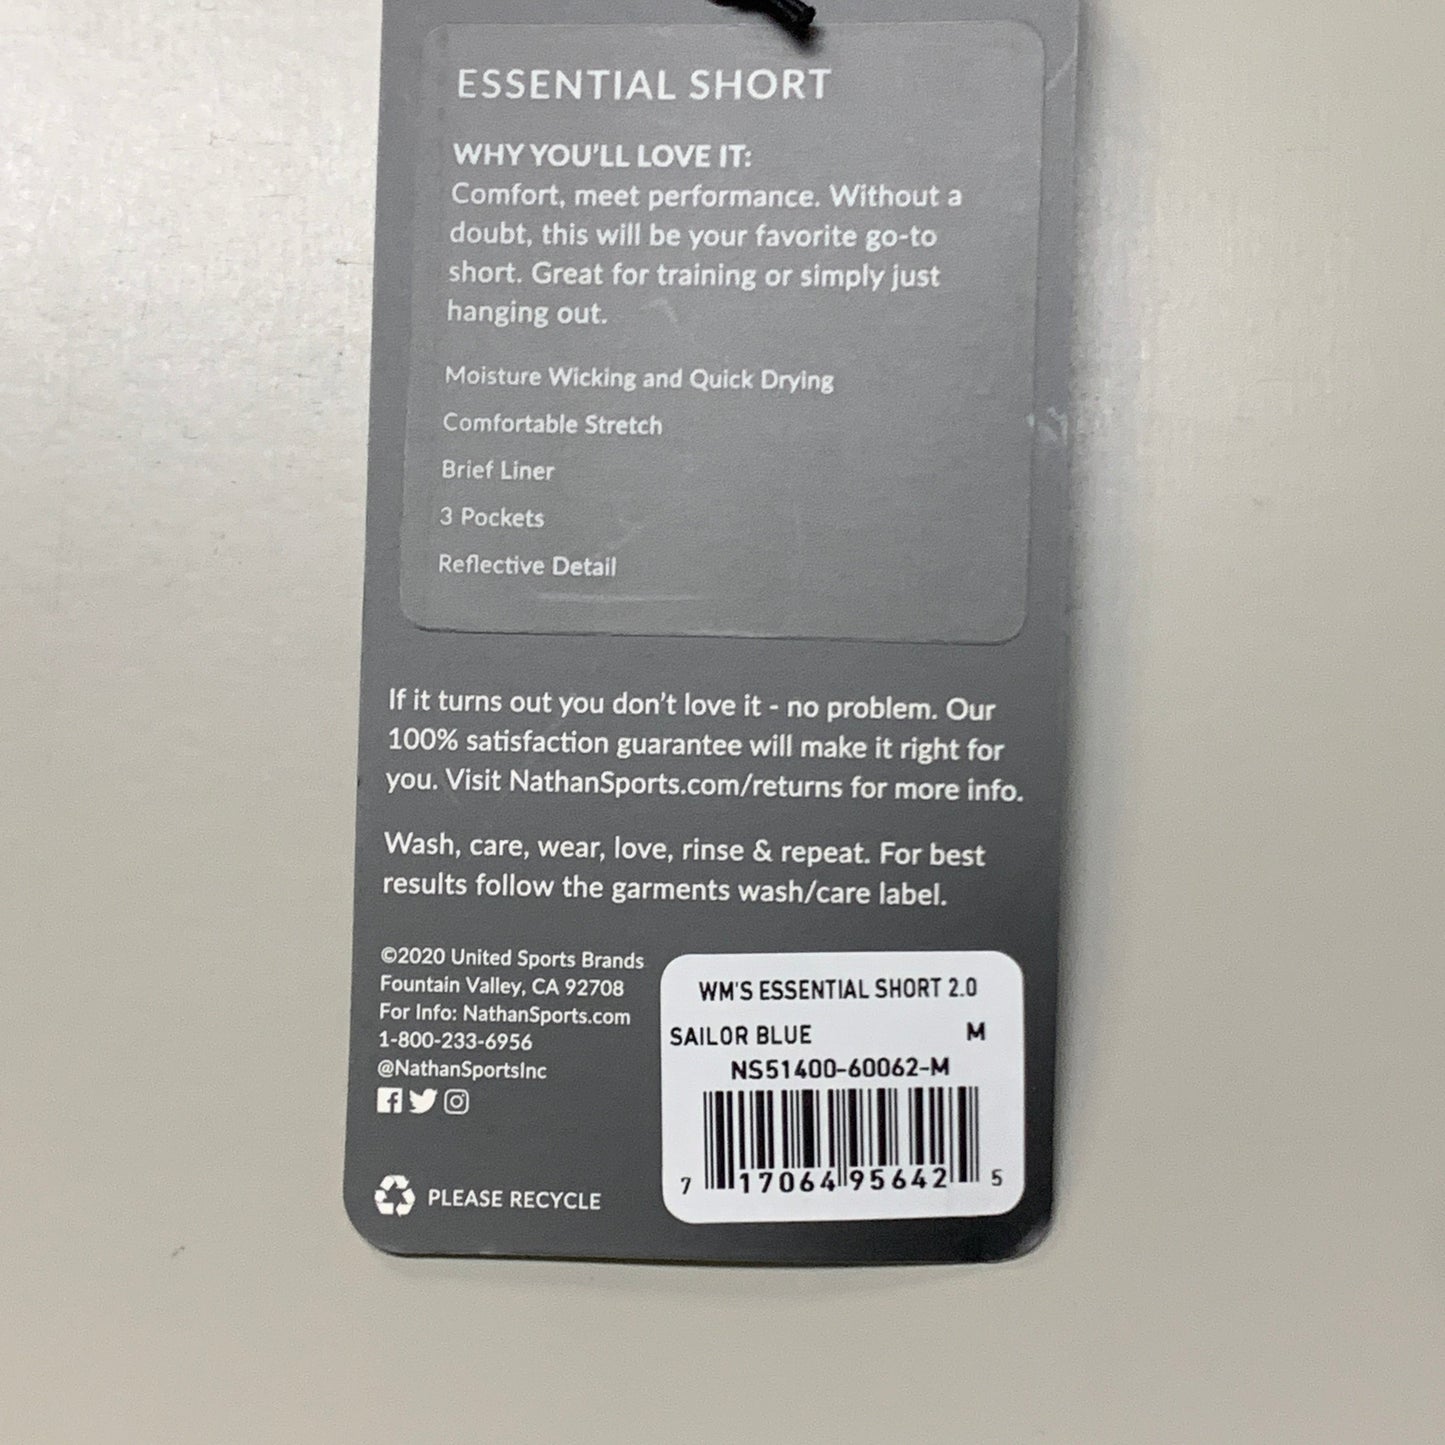 ESSENTIAL SHORT
WHY YOU'LL LOVE IT:
Comfort, meet performance. Without a
doubt, this will be your favorite go-to
short. Great for training or simply just
hanging out.
Moisture Wicking and Quick Drying
Comfortable Stretch
Brief Liner
3 Pockets
Reflective Detail
If it turns out you don't love it - no problem. Our
100% satisfaction guarantee will make it right for
you. Visit NathanSports.com/returns for more info.
Wash, care, wear, love, rinse & repeat. For best
results follow the garments wash/care label.
©2020 United Sports Brands
Fountain Valley, CA 92708
For Info: NathanSports.com
1-800-233-6956
@NathanSportsInc
PLEASE RECYCLE
WM'S ESSENTIAL SHORT 2.0
SAILOR BLUE M
NS51400-60062-M
7 17064 95642 5